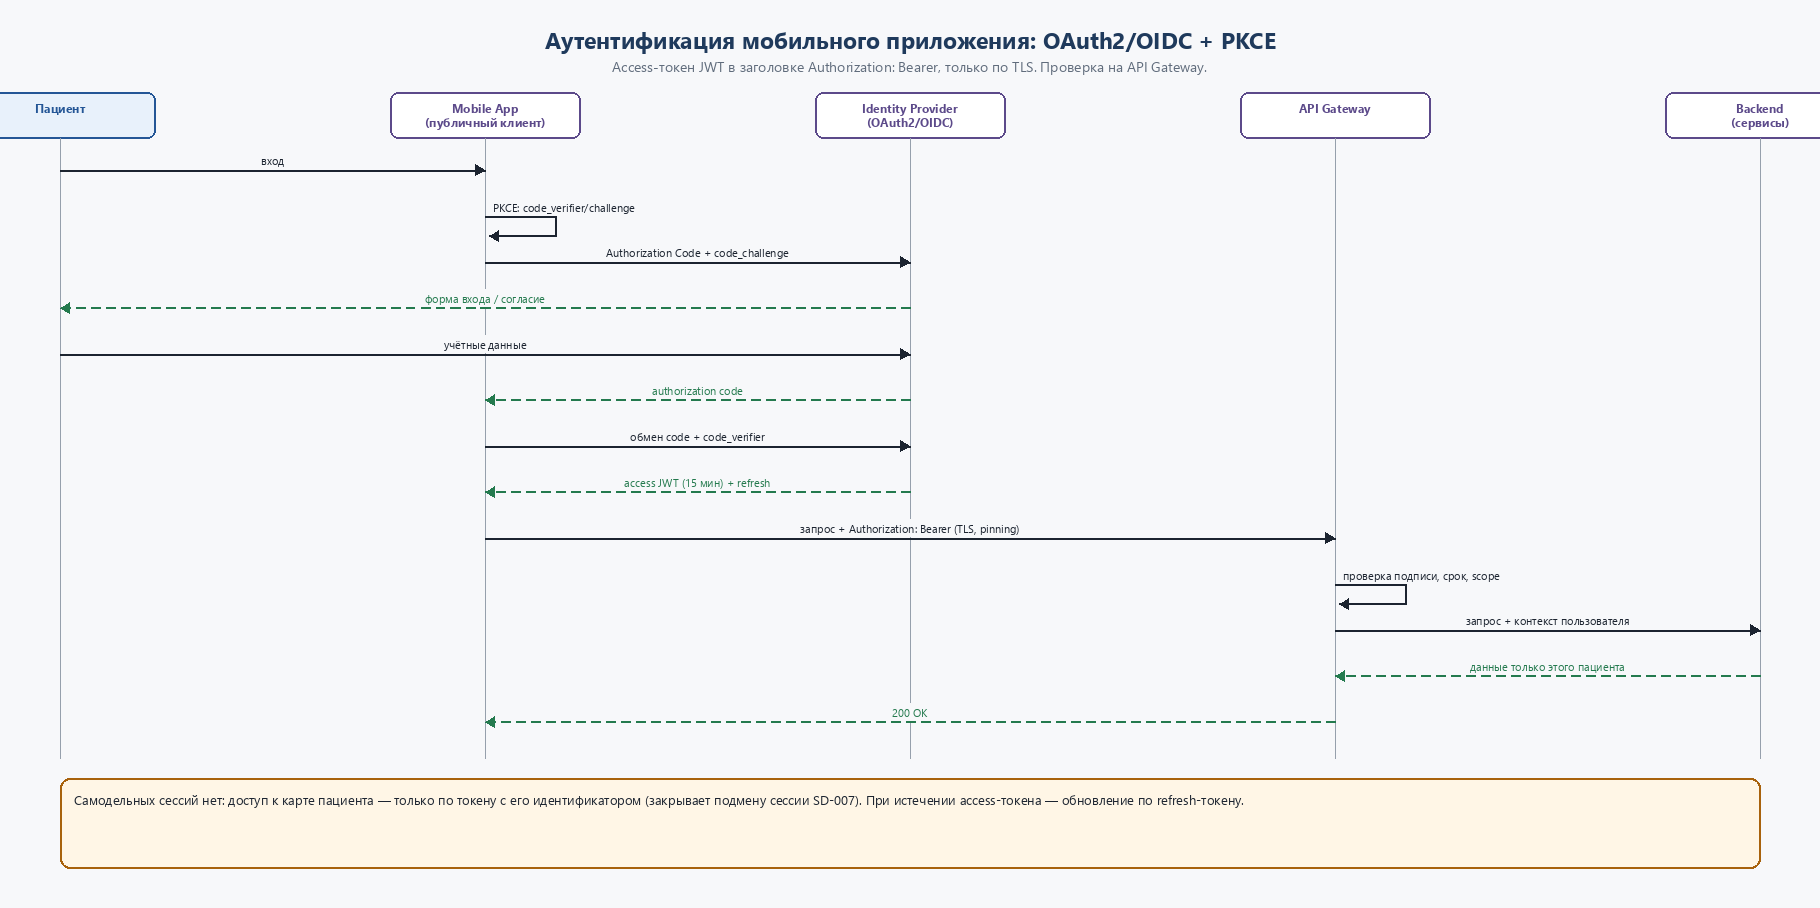 Аутентификация мобильного приложения: OAuth2/OIDC + PKCE
Access-токен JWT в заголовке Authorization: Bearer, только по TLS. Проверка на API Gateway.
Пациент
Mobile App
(публичный клиент)
Identity Provider
(OAuth2/OIDC)
API Gateway
Backend
(сервисы)
вход
PKCE: code_verifier/challenge
Authorization Code + code_challenge
форма входа / согласие
учётные данные
authorization code
обмен code + code_verifier
access JWT (15 мин) + refresh
запрос + Authorization: Bearer (TLS, pinning)
проверка подписи, срок, scope
запрос + контекст пользователя
данные только этого пациента
200 OK
Самодельных сессий нет: доступ к карте пациента — только по токену с его идентификатором (закрывает подмену сессии SD-007). При истечении access-токена — обновление по refresh-токену.